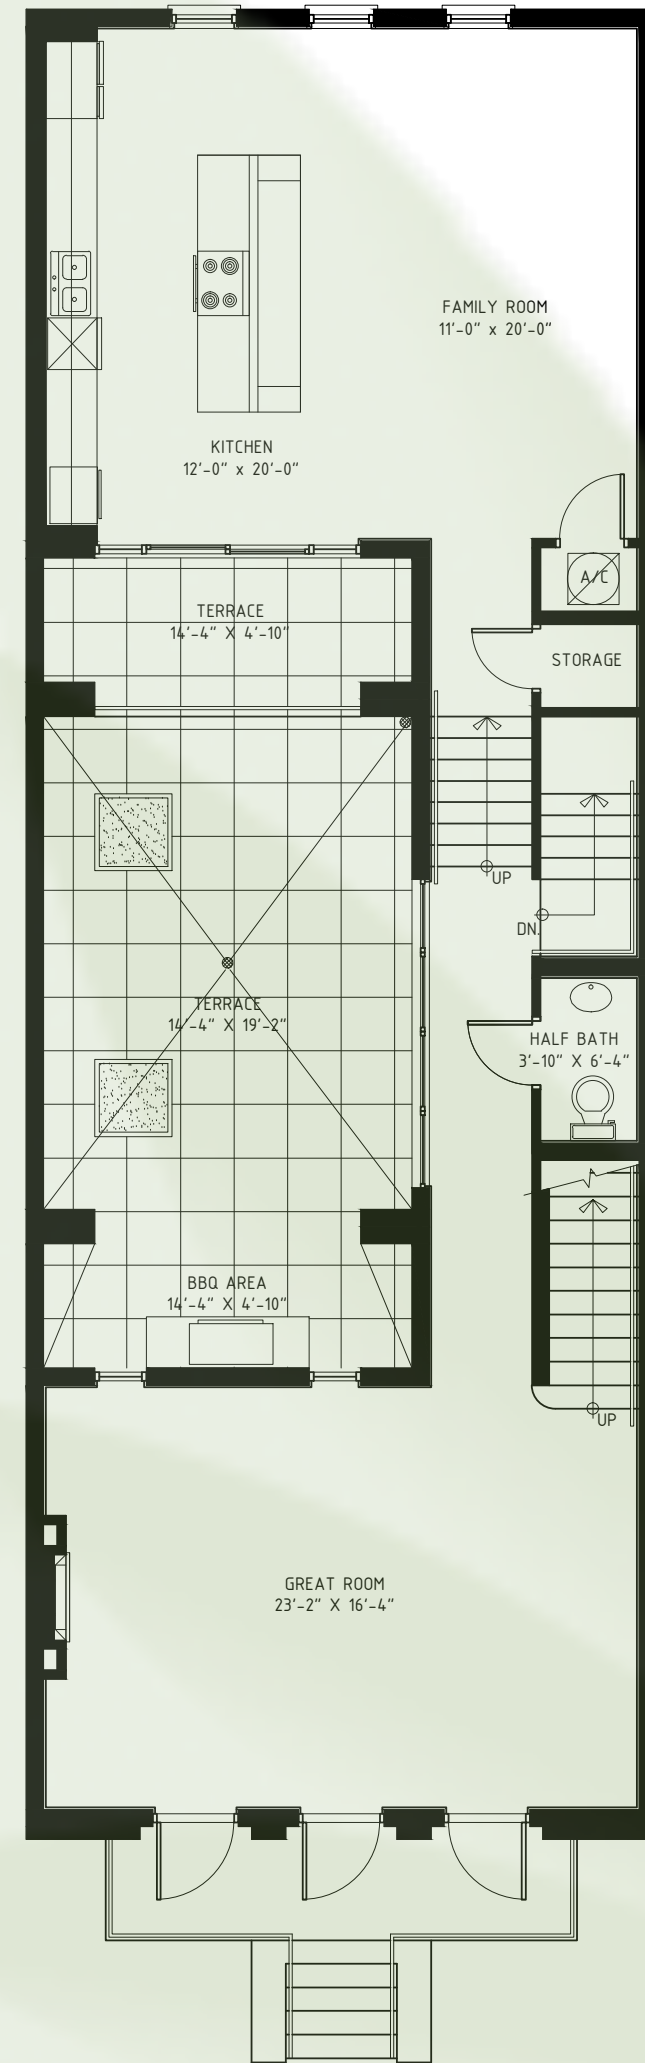 FAMILY ROOM
11'-0" x 20'-0"
KITCHEN
12'-0" x 20'-0"
A/C
TERRACE
14'-4" X 4'-10"
STORAGE
UP
DN.
TERRACE
14'-4" X 19'-2"
HALF BATH
3'-10" X 6'-4"
BBQ AREA
14'-4" X 4'-10"
UP
GREAT ROOM
23'-2" X 16'-4"